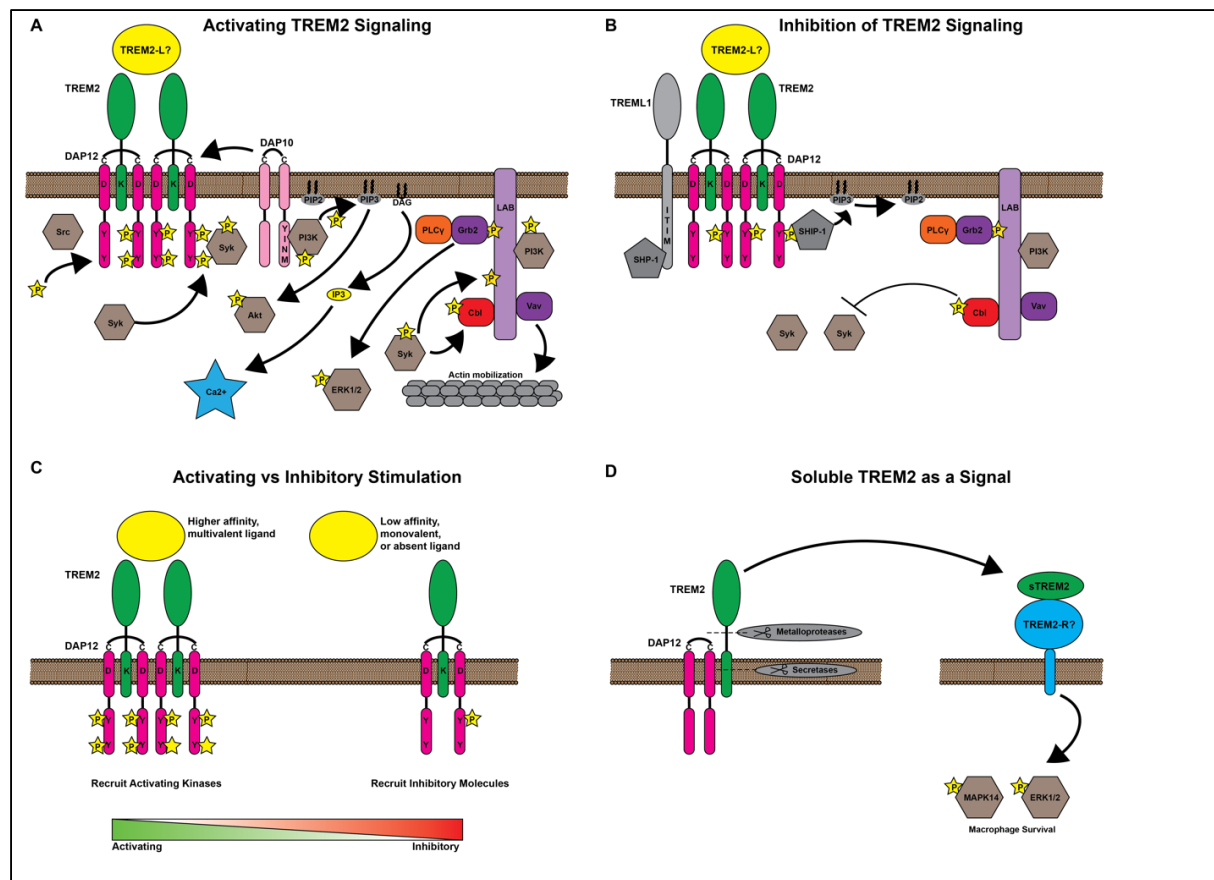 A
Activating TREM2 Signaling
TREM2-L?
TREM2
DAP12
C
C
C
C
D
K
D
D
K
D
Y
Y
Y
Y
Y
Y
Y
Y
P
P
P
P
P
P
Src
P
Syk
P
Syk
DAP10
C
C
Y
I
N
M
PIP2
PI3K
P
P
PIP3
DAG
IP3
Akt
P
Ca2+
ERK1/2
P
LAB
PLCγ
Grb2
P
P
PI3K
P
Cbl
P
Vav
Syk
P
Actin mobilization
B
Inhibition of TREM2 Signaling
TREM2-L?
TREML1
TREM2
DAP12
C
C
C
C
D
K
D
D
K
D
Y
Y
Y
Y
Y
Y
Y
Y
P
P
P
I
T
I
M
SHP-1
SHIP-1
PIP3
PIP2
LAB
PLCγ
Grb2
P
PI3K
Cbl
P
Vav
Syk
Syk
C
Activating vs Inhibitory Stimulation
Higher affinity,
multivalent ligand
TREM2
DAP12
C
C
C
C
D
K
D
D
K
D
Y
Y
Y
Y
Y
Y
Y
Y
P
P
P
P
P
P
Recruit Activating Kinases
Low affinity,
monovalent,
or absent ligand
TREM2
C
C
D
K
D
Y
Y
Y
Y
P
Recruit Inhibitory Molecules
Activating
Inhibitory
D
Soluble TREM2 as a Signal
TREM2
DAP12
C
C
Metalloproteases
Secretases
sTREM2
TREM2-R?
P
MAPK14
P
ERK1/2
Macrophage Survival